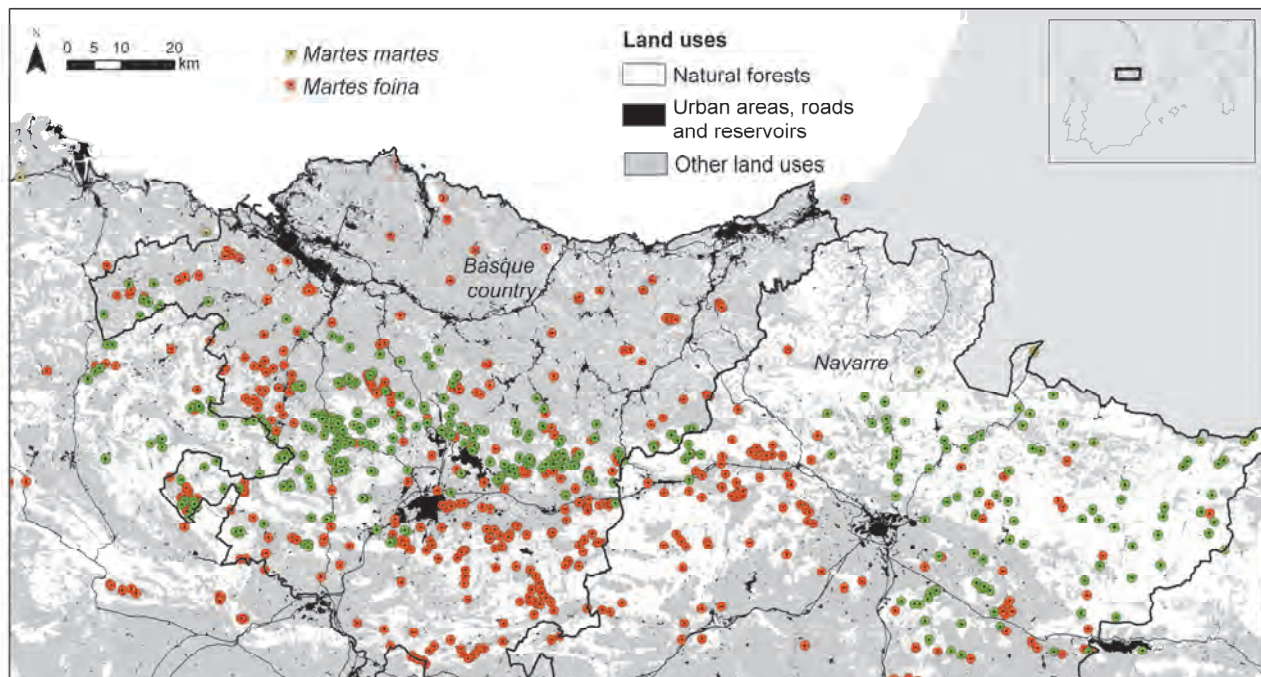 N
0 5 10 20
km
Martes martes
Martes foina
Land uses
Natural forests
Urban areas, roads
and reservoirs
Other land uses
Basque
country
Navarre